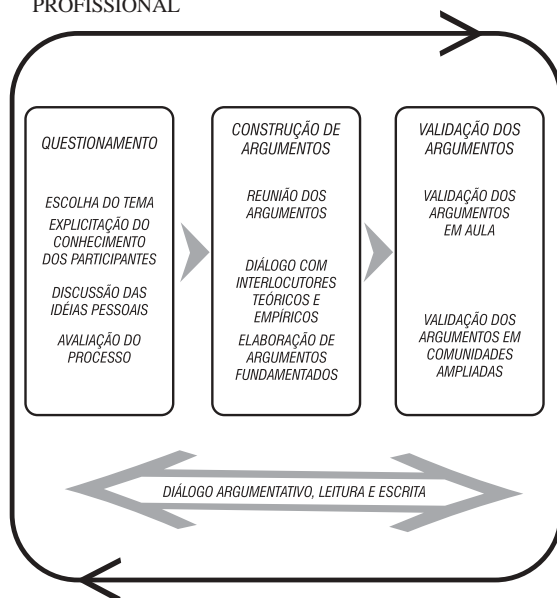 PROFISSIONAL
QUESTIONAMENTO
ESCOLHA DO TEMA
EXPLICITAÇÃO DO
CONHECIMENTO
DOS PARTICIPANTES
DISCUSSÃO DAS
IDÉIAS PESSOAIS
AVALIAÇÃO DO
PROCESSO
CONSTRUÇÃO DE
ARGUMENTOS
REUNIÃO DOS
ARGUMENTOS
DIÁLOGO COM
INTERLOCUTORES
TEÓRICOS E
EMPÍRICOS
ELABORAÇÃO DE
ARGUMENTOS
FUNDAMENTADOS
VALIDAÇÃO DOS
ARGUMENTOS
VALIDAÇÃO DOS
ARGUMENTOS
EM AULA
VALIDAÇÃO DOS
ARGUMENTOS EM
COMUNIDADES
AMPLIADAS
DIÁLOGO ARGUMENTATIVO, LEITURA E ESCRITA